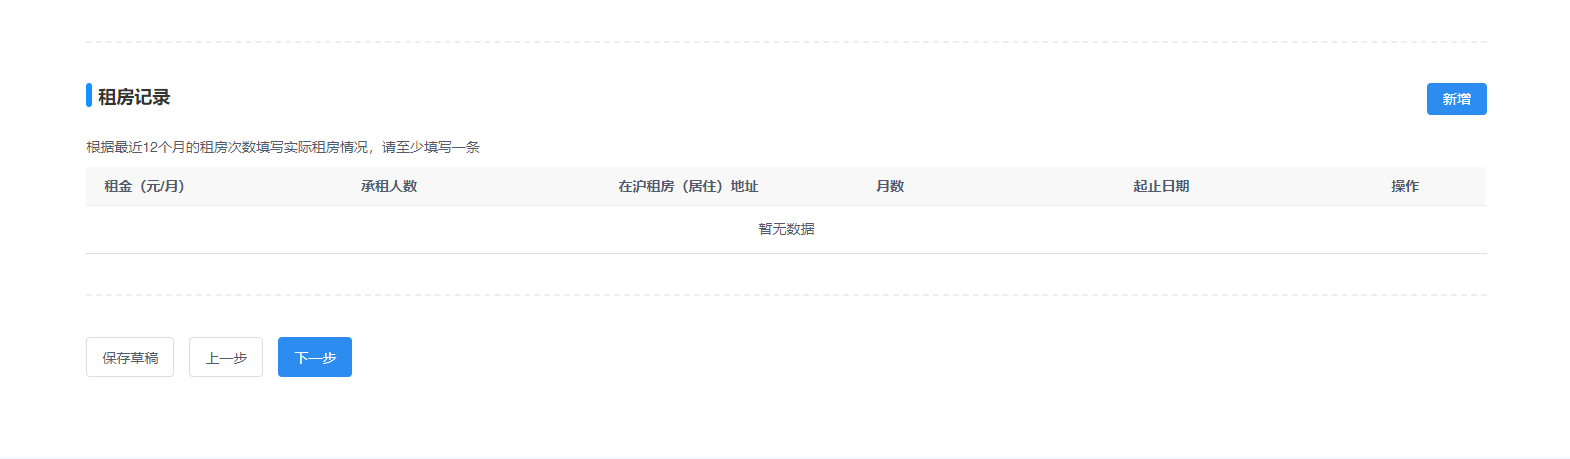 租房记录
新增
根据最近12个月的租房次数填写实际租房情况，请至少填写一条
租金（元/月） 承租人数 在沪租房（居住）地址 月数 起止日期 操作
暂无数据
保存草稿 上一步 下一步